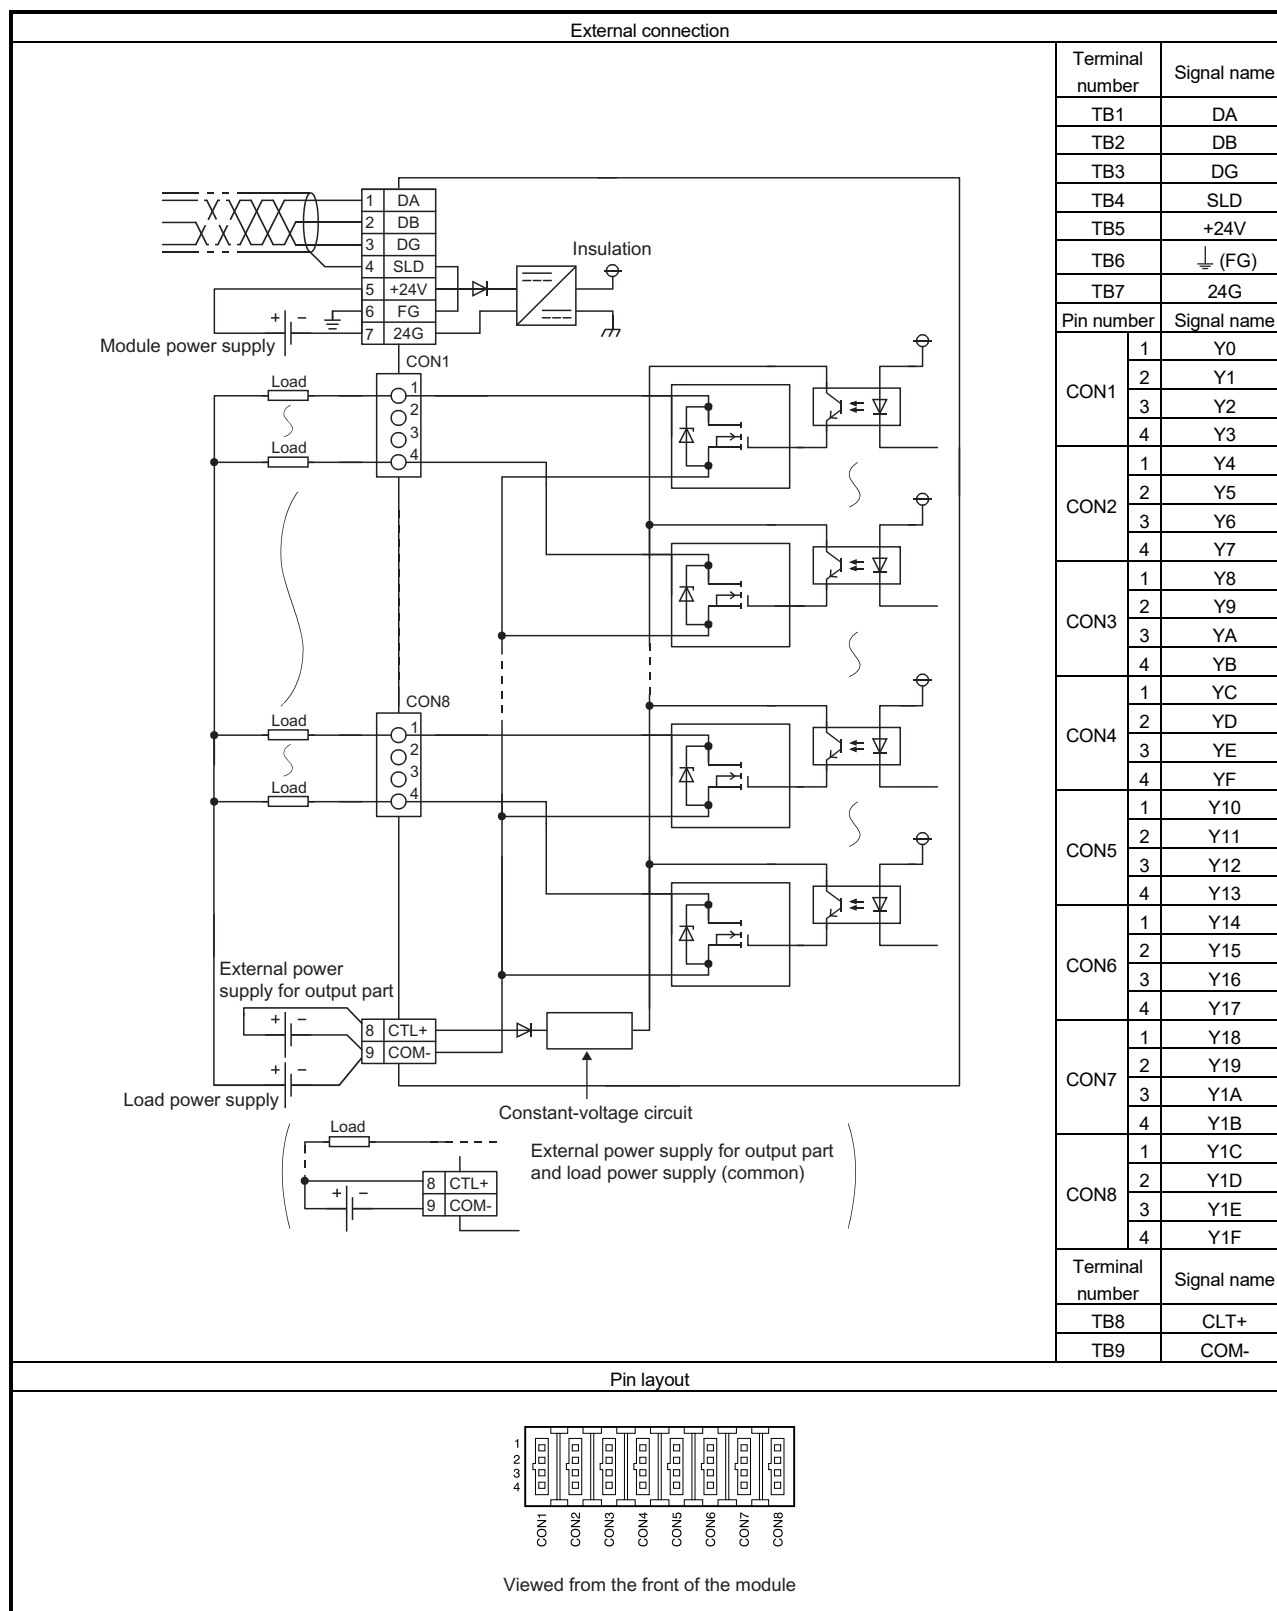 External connection
1 DA
2 DB
3 DG
4 SLD
5 +24V
6 FG
7 24G
Insulation
+ −
Module power supply
CON1
Load
1
2
3
Load
4
CON8
Load
1
2
3
Load
4
External power
supply for output part
+ −
8 CTL+
9 COM-
+ −
Load power supply
Constant-voltage circuit
Load
External power supply for output part
and load power supply (common)
8 CTL+
+ −
9 COM-
Terminal
number
Signal name
TB1 DA
TB2 DB
TB3 DG
TB4 SLD
TB5 +24V
TB6 (FG)
TB7 24G
Pin number Signal name
CON1
1 Y0
2 Y1
3 Y2
4 Y3
CON2
1 Y4
2 Y5
3 Y6
4 Y7
CON3
1 Y8
2 Y9
3 YA
4 YB
CON4
1 YC
2 YD
3 YE
4 YF
CON5
1 Y10
2 Y11
3 Y12
4 Y13
CON6
1 Y14
2 Y15
3 Y16
4 Y17
CON7
1 Y18
2 Y19
3 Y1A
4 Y1B
CON8
1 Y1C
2 Y1D
3 Y1E
4 Y1F
Terminal
number
Signal name
TB8 CLT+
TB9 COM-
Pin layout
1
2
3
4
CON1
CON2
CON3
CON4
CON5
CON6
CON7
CON8
Viewed from the front of the module